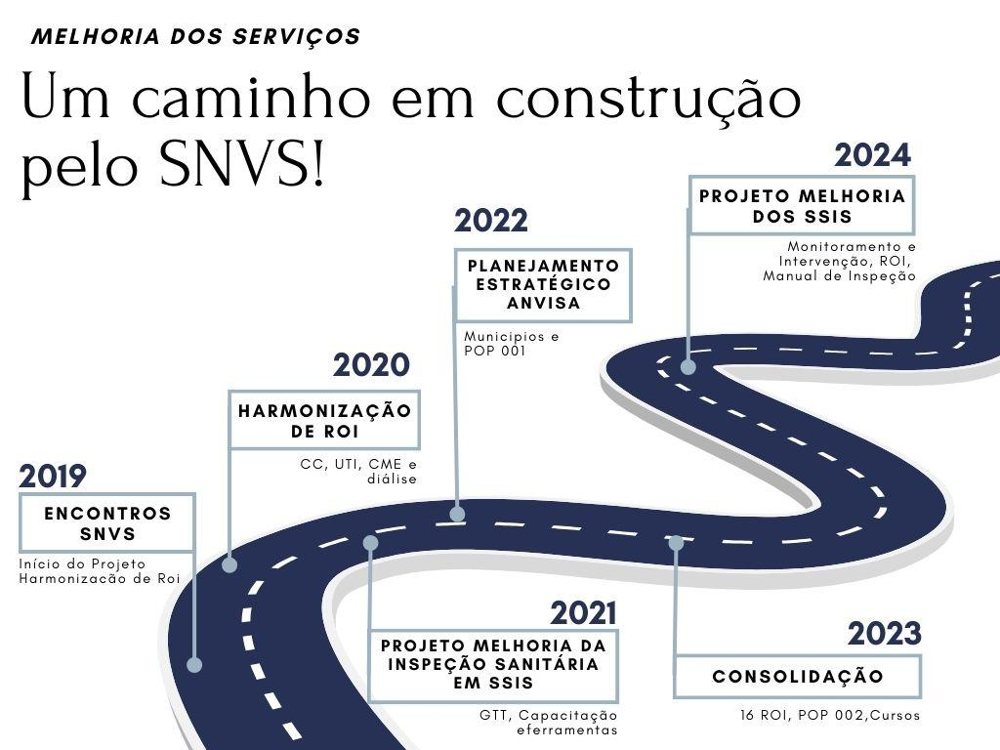 MELHORIA DOS SERVIÇOS
Um caminho em construção
pelo SNVS!
2019
ENCONTROS
SNVS
Início do Projeto
Harmonizacão de Roi
2020
HARMONIZAÇÃO
DE ROI
CC, UTI, CME e
diálise
2021
PROJETO MELHORIA DA
INSPEÇÃO SANITÁRIA
EM SSIS
GTT, Capacitação
eferramentas
2022
PLANEJAMENTO
ESTRATÉGICO
ANVISA
Municipios e
POP 001
2023
CONSOLIDAÇÃO
16 ROI, POP 002,Cursos
2024
PROJETO MELHORIA
DOS SSIS
Monitoramento e
Intervenção, ROI,
Manual de Inspeção